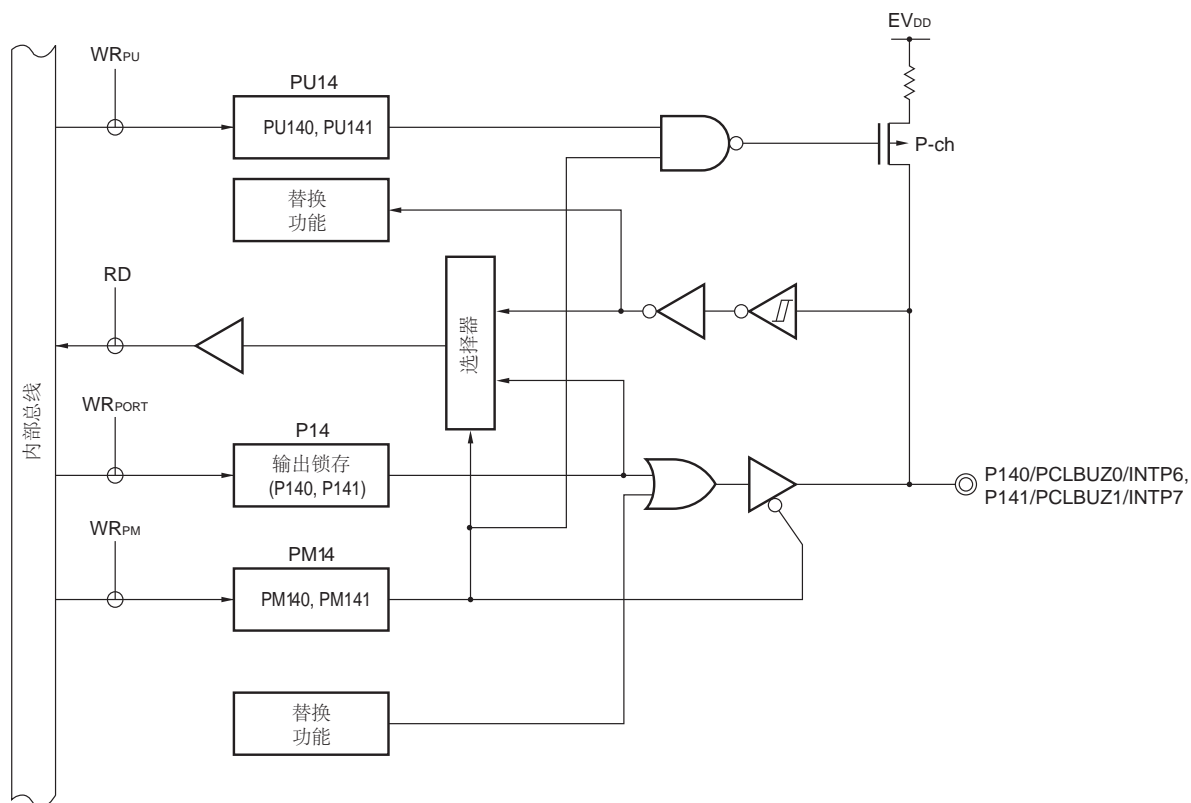 EVDD
WRPU
PU14
PU140, PU141
P-ch
替换
功能
RD
选择器
内部总线
WRPORT
P14
输出锁存
(P140, P141)
P140/PCLBUZ0/INTP6,
P141/PCLBUZ1/INTP7
WRPM
PM14
PM140, PM141
替换
功能